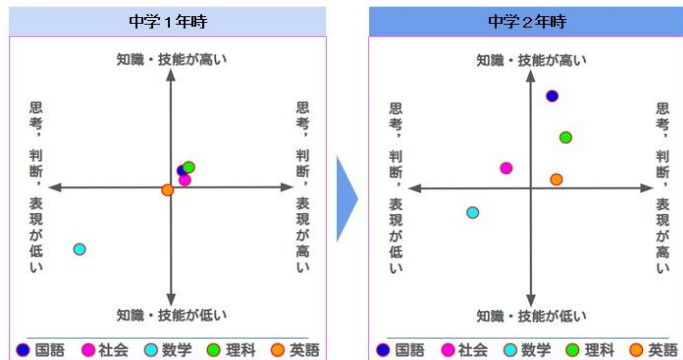 中学１年時
知識・技能が高い
思考，判断，表現が低い
思考，判断，表現が高い
知識・技能が低い
国語 社会 数学 理科 英語
中学２年時
知識・技能が高い
思考，判断，表現が低い
思考，判断，表現が高い
知識・技能が低い
国語 社会 数学 理科 英語